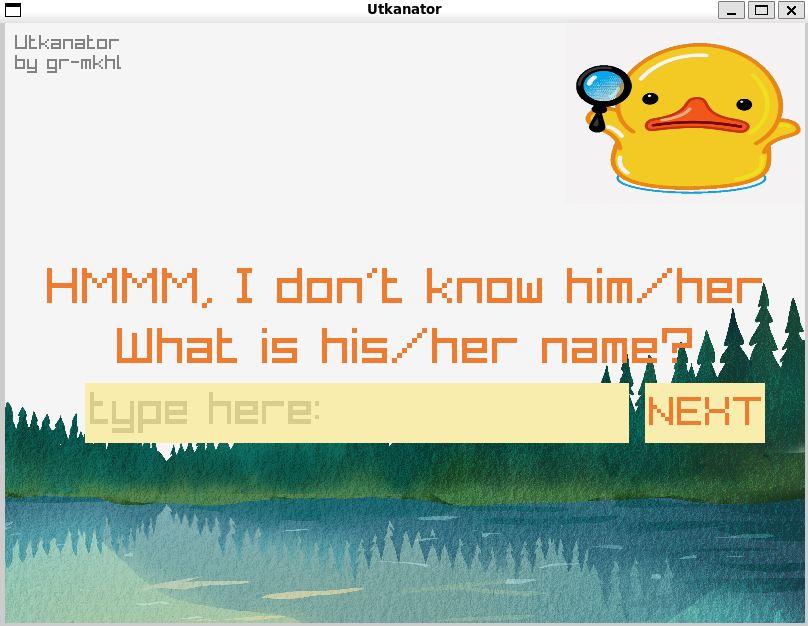 Utkanator
Utkanator
by gr-mkhl
HMMM, I don't know him/her
What is his/her name?
type here:
NEXT